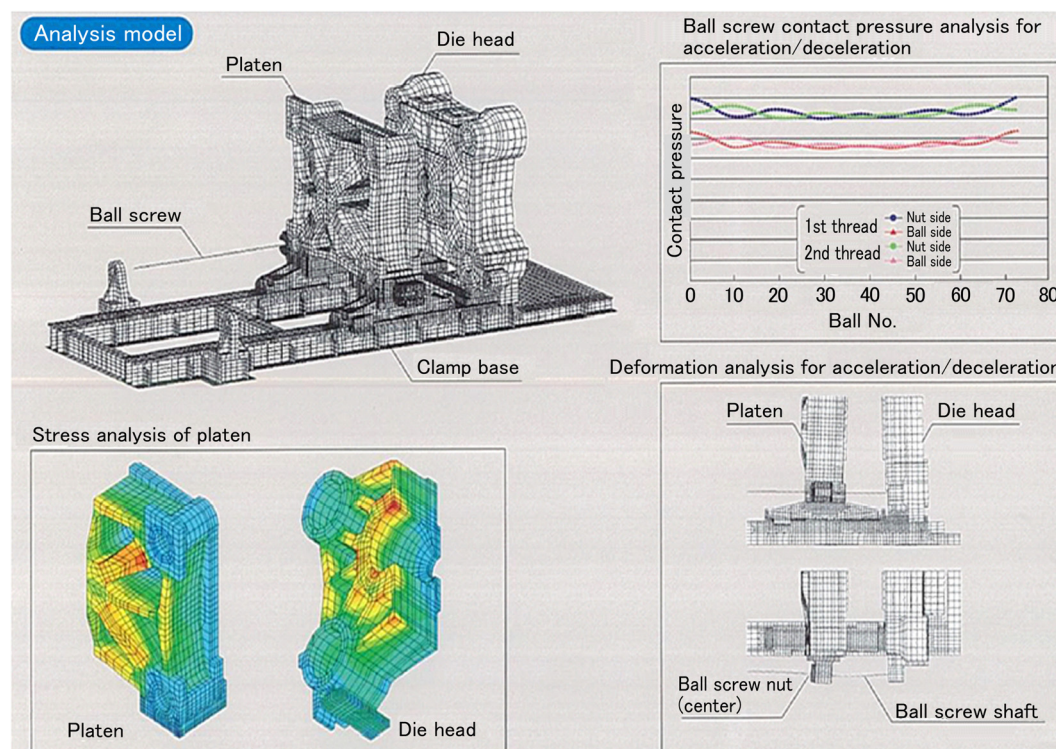 Analysis model
Die head
Platen
Ball screw
Clamp base
Ball screw contact pressure analysis for
acceleration/deceleration
Contact pressure
1st thread
Nut side
Ball side
2nd thread
Nut side
Ball side
0 10 20 30 40 50 60 70 80
Ball No.
Stress analysis of platen
Platen
Die head
Deformation analysis for acceleration/deceleration
Platen
Die head
Ball screw nut
(center)
Ball screw shaft